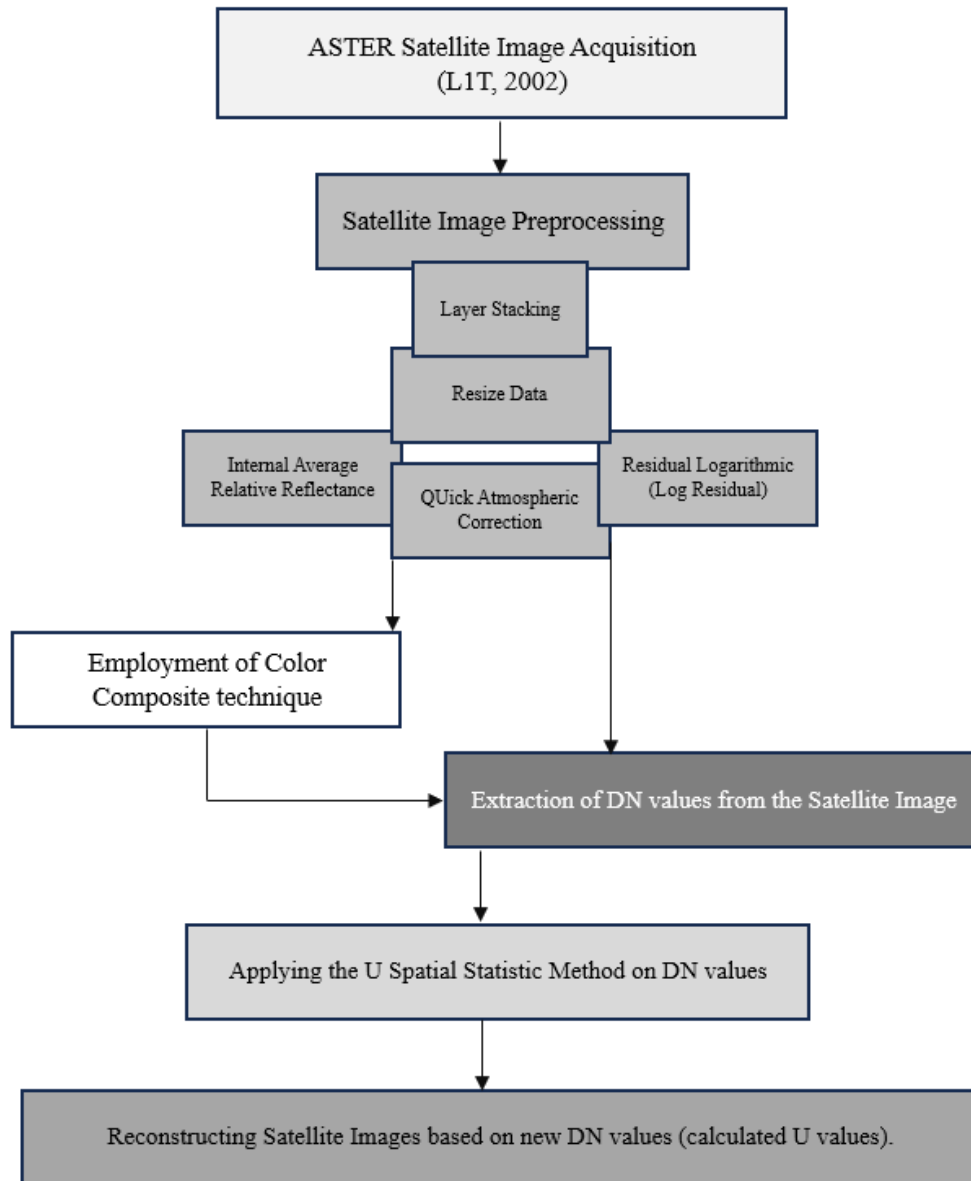 ASTER Satellite Image Acquisition
(L1T, 2002)
Satellite Image Preprocessing
Layer Stacking
Resize Data
Internal Average
Relative Reflectance
Residual Logarithmic
(Log Residual)
QUick Atmospheric
Correction
Employment of Color
Composite technique
Extraction of DN values from the Satellite Image
Applying the U Spatial Statistic Method on DN values
Reconstructing Satellite Images based on new DN values (calculated U values).